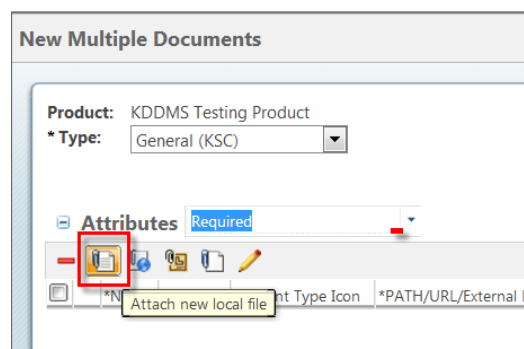 New Multiple Documents
Product: KDDMS Testing Product
* Type: General (KSC)
Attributes Required
*N nt Type Icon *PATH/URL/External
Attach new local file